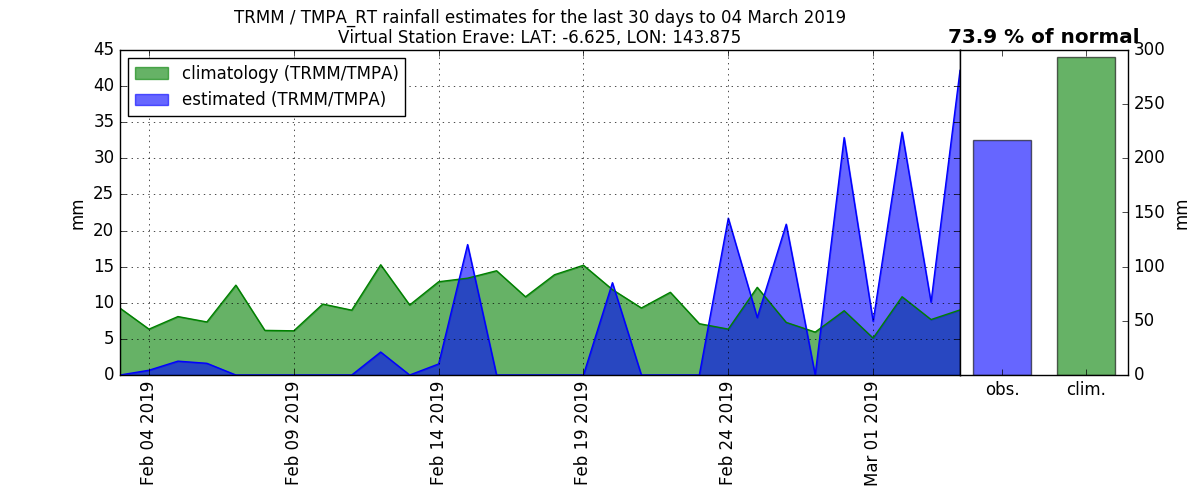 TRMM / TMPA_RT rainfall estimates for the last 30 days to 04 March 2019
Virtual Station Erave: LAT: -6.625, LON: 143.875
73.9 % of normal
climatology (TRMM/TMPA)
estimated (TRMM/TMPA)
45
40
35
30
25
20
15
10
5
0
mm
Feb 04 2019
Feb 09 2019
Feb 14 2019
Feb 19 2019
Feb 24 2019
Mar 01 2019
obs.
clim.
300
250
200
150
100
50
0
mm